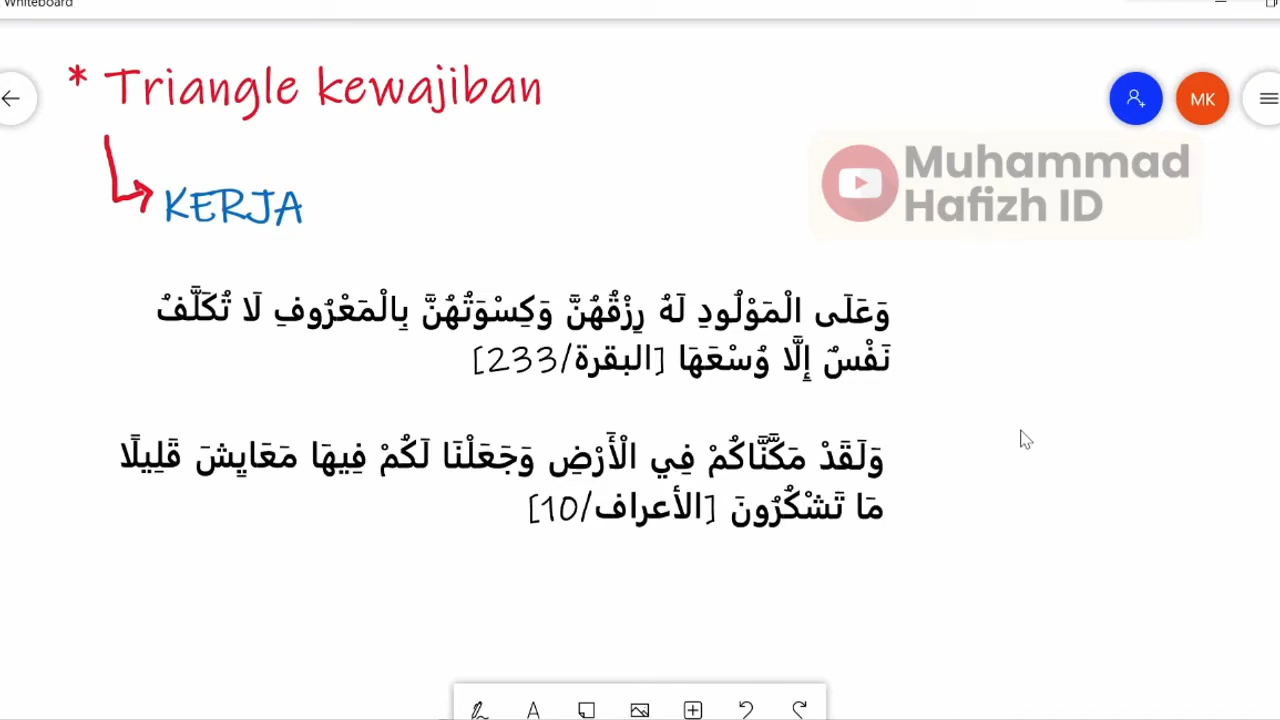 Whiteboard
* Triangle kewajiban
MK
KERJA
Muhammad
Hafizh ID
وَعَلَى الْمَوْلُودِ لَهُ رِزْقُهُنَّ وَكِسْوَتُهُنَّ بِالْمَعْرُوفِ لَا تُكَلَّفُ
نَفْسٌ إِلَّا وُسْعَهَا [البقرة/233]
وَلَقَدْ مَكَّنَّاكُمْ فِي الْأَرْضِ وَجَعَلْنَا لَكُمْ فِيهَا مَعَايِشَ قَلِيلًا
مَا تَشْكُرُونَ [الأعراف/10]